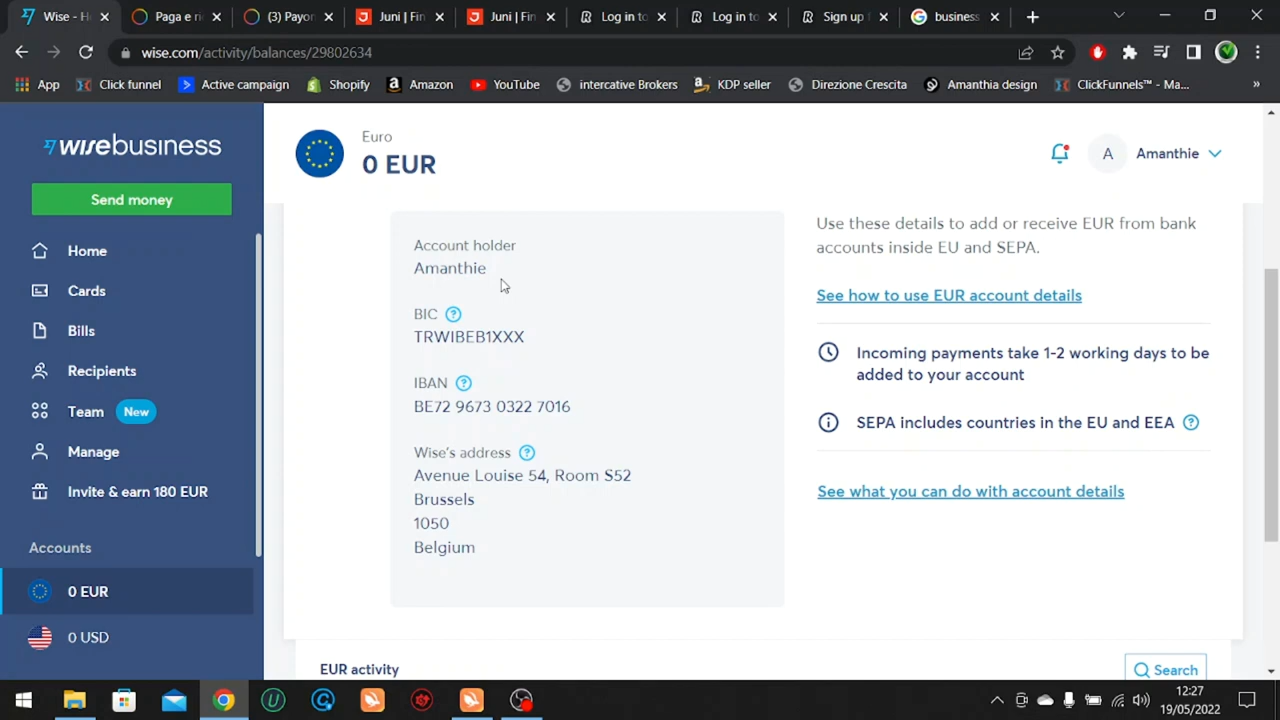 Wise -
Paga e ri
(3) Payon
Juni | Fin
Juni | Fin
Log in to
Log in to
Sign up
business
wise.com/activity/balances/29802634
App
Click funnel
Active campaign
Shopify
Amazon
YouTube
intercative Brokers
KDP seller
Direzione Crescita
Amanthia design
ClickFunnels™ - Ma...
»
wisebusiness
Send money
Home
Cards
Bills
Recipients
Team New
Manage
Invite & earn 180 EUR
Accounts
0 EUR
0 USD
Euro
0 EUR
A Amanthie
Account holder
Amanthie
BIC ?
TRWIBEB1XXX
IBAN ?
BE72 9673 0322 7016
Wise's address ?
Avenue Louise 54, Room S52
Brussels
1050
Belgium
Use these details to add or receive EUR from bank
accounts inside EU and SEPA.
See how to use EUR account details
Incoming payments take 1-2 working days to be
added to your account
SEPA includes countries in the EU and EEA ?
See what you can do with account details
EUR activity
Search
12:27
19/05/2022